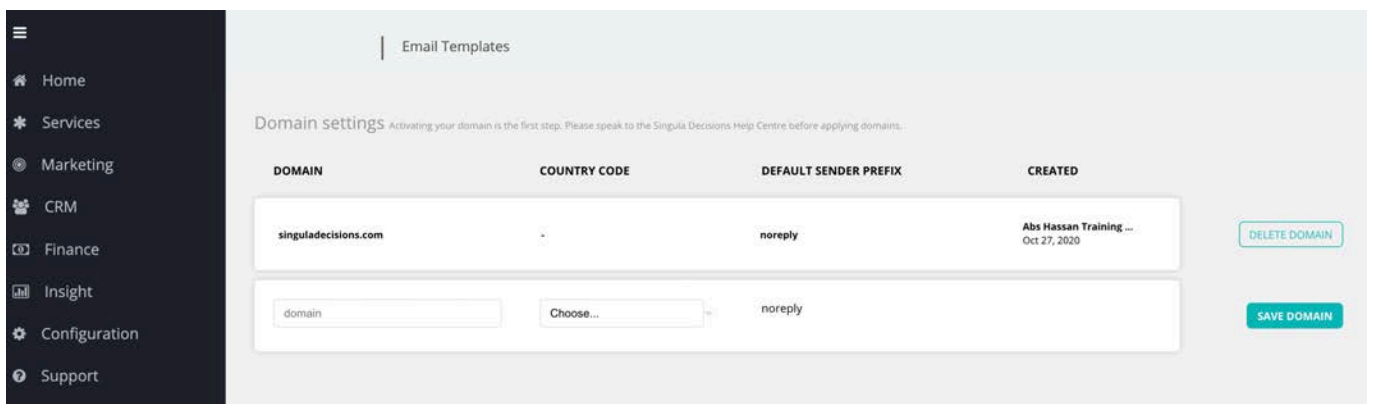 Email Templates
Home
Services
Marketing
CRM
Finance
Insight
Configuration
Support
Domain settings Activating your domain is the first step. Please speak to the Singula Decisions Help Centre before applying domains.
DOMAIN COUNTRY CODE DEFAULT SENDER PREFIX CREATED
singuladecisions.com - noreply Abs Hassan Training ...
Oct 27, 2020
DELETE DOMAIN
domain Choose... noreply
SAVE DOMAIN